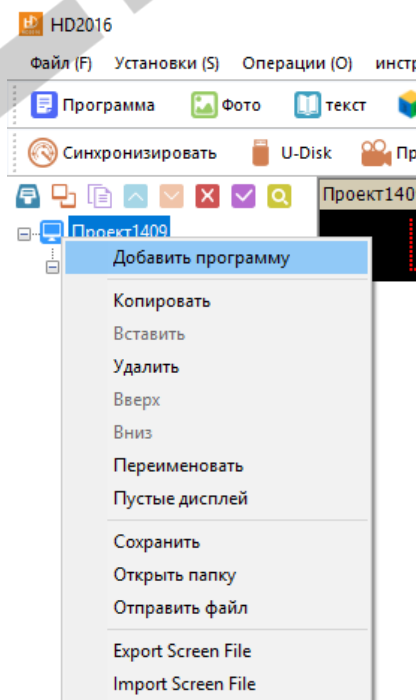 HD2016
Файл (F) Установки (S) Операции (O)
Программа Фото текст
Синхронизировать U-Disk
Проект140
Проект1409
Добавить программу
Копировать
Вставить
Удалить
Вверх
Вниз
Переименовать
Пустые дисплей
Сохранить
Открыть папку
Отправить файл
Export Screen File
Import Screen File